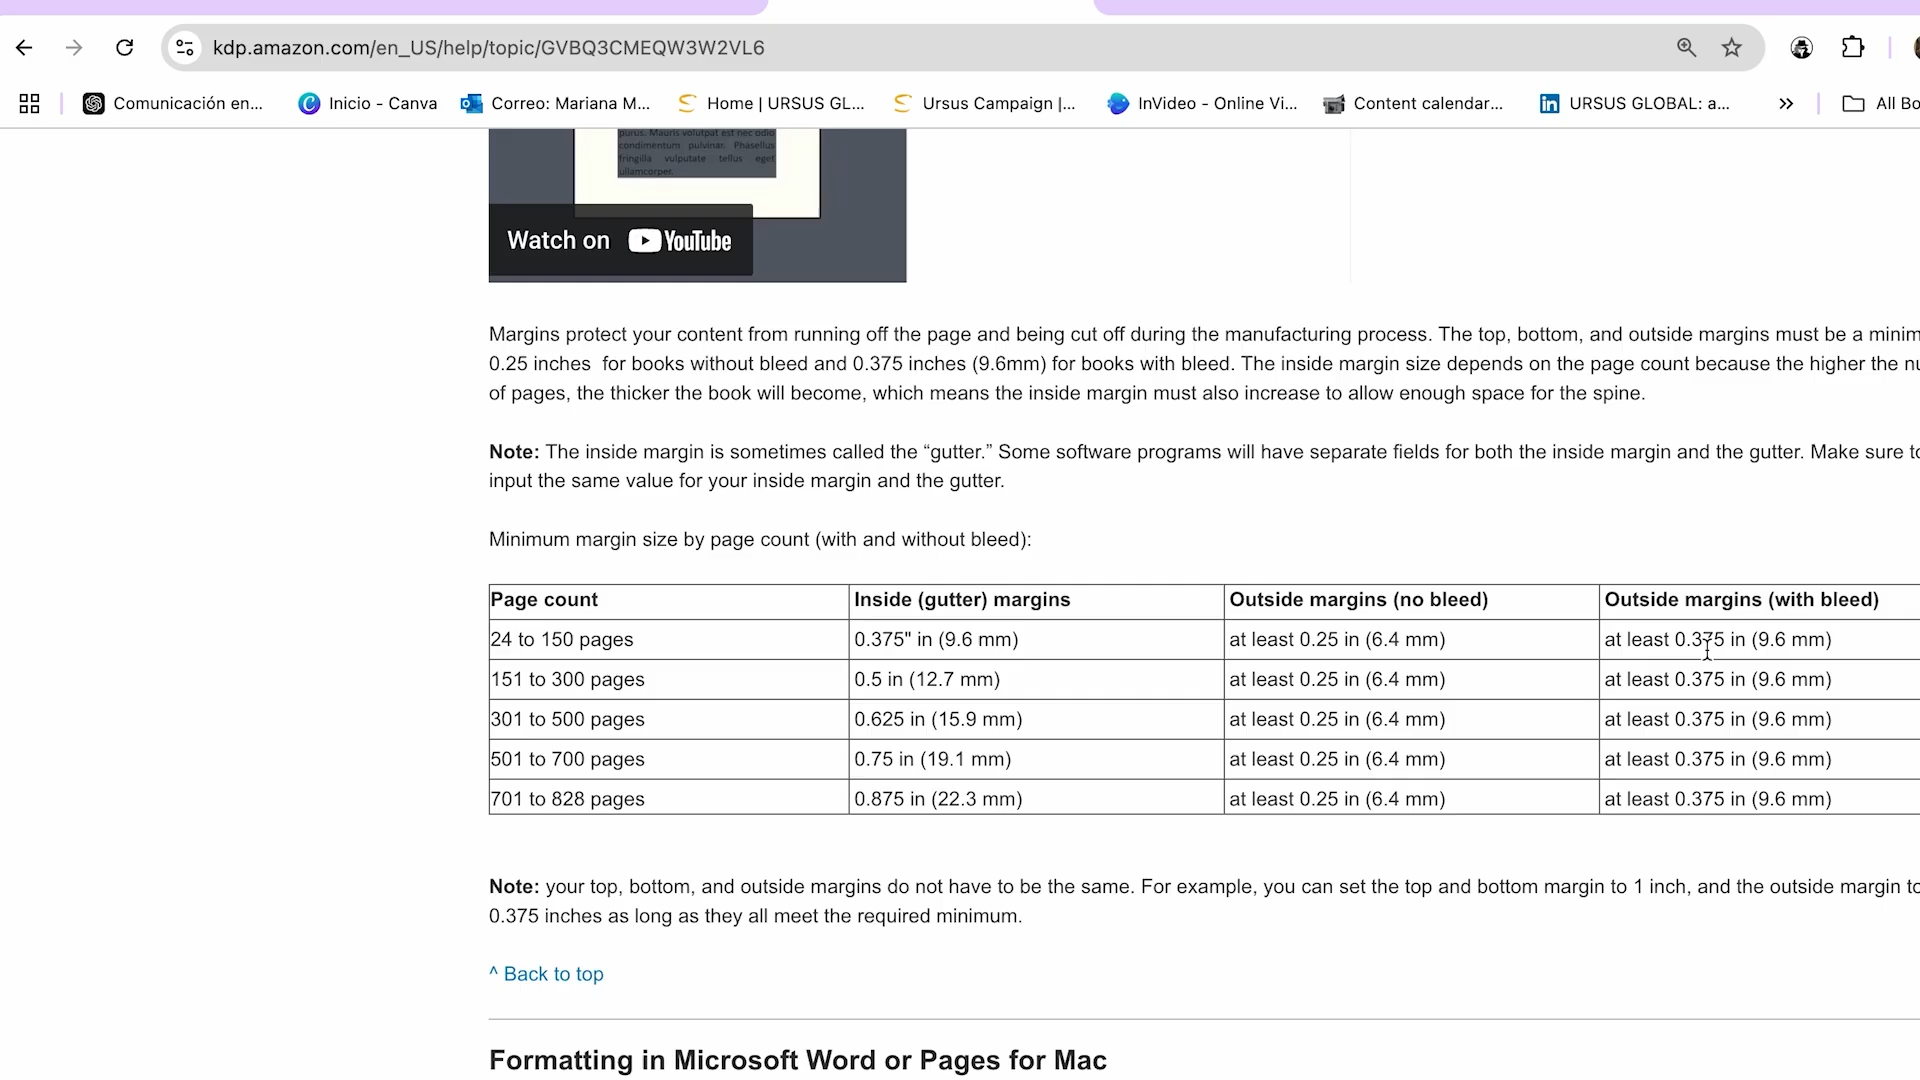 kdp.amazon.com/en_US/help/topic/GVBQ3CMEQW3W2VL6
Comunicación en... Inicio - Canva Correo: Mariana M... Home | URSUS GL... Ursus Campaign |... InVideo - Online Vi... Content calendar... URSUS GLOBAL: a... » All Bo
purus. Mauris volutpat est nec odio
condimentum pulvinar. Phasellus
fringilla vulputate tellus eget
ullamcorper.
Watch on YouTube
Margins protect your content from running off the page and being cut off during the manufacturing process. The top, bottom, and outside margins must be a minim
0.25 inches for books without bleed and 0.375 inches (9.6mm) for books with bleed. The inside margin size depends on the page count because the higher the nu
of pages, the thicker the book will become, which means the inside margin must also increase to allow enough space for the spine.
Note: The inside margin is sometimes called the “gutter.” Some software programs will have separate fields for both the inside margin and the gutter. Make sure to
input the same value for your inside margin and the gutter.
Minimum margin size by page count (with and without bleed):
Page count Inside (gutter) margins Outside margins (no bleed) Outside margins (with bleed)
24 to 150 pages 0.375" in (9.6 mm) at least 0.25 in (6.4 mm) at least 0.375 in (9.6 mm)
151 to 300 pages 0.5 in (12.7 mm) at least 0.25 in (6.4 mm) at least 0.375 in (9.6 mm)
301 to 500 pages 0.625 in (15.9 mm) at least 0.25 in (6.4 mm) at least 0.375 in (9.6 mm)
501 to 700 pages 0.75 in (19.1 mm) at least 0.25 in (6.4 mm) at least 0.375 in (9.6 mm)
701 to 828 pages 0.875 in (22.3 mm) at least 0.25 in (6.4 mm) at least 0.375 in (9.6 mm)
Note: your top, bottom, and outside margins do not have to be the same. For example, you can set the top and bottom margin to 1 inch, and the outside margin to
0.375 inches as long as they all meet the required minimum.
^ Back to top
Formatting in Microsoft Word or Pages for Mac